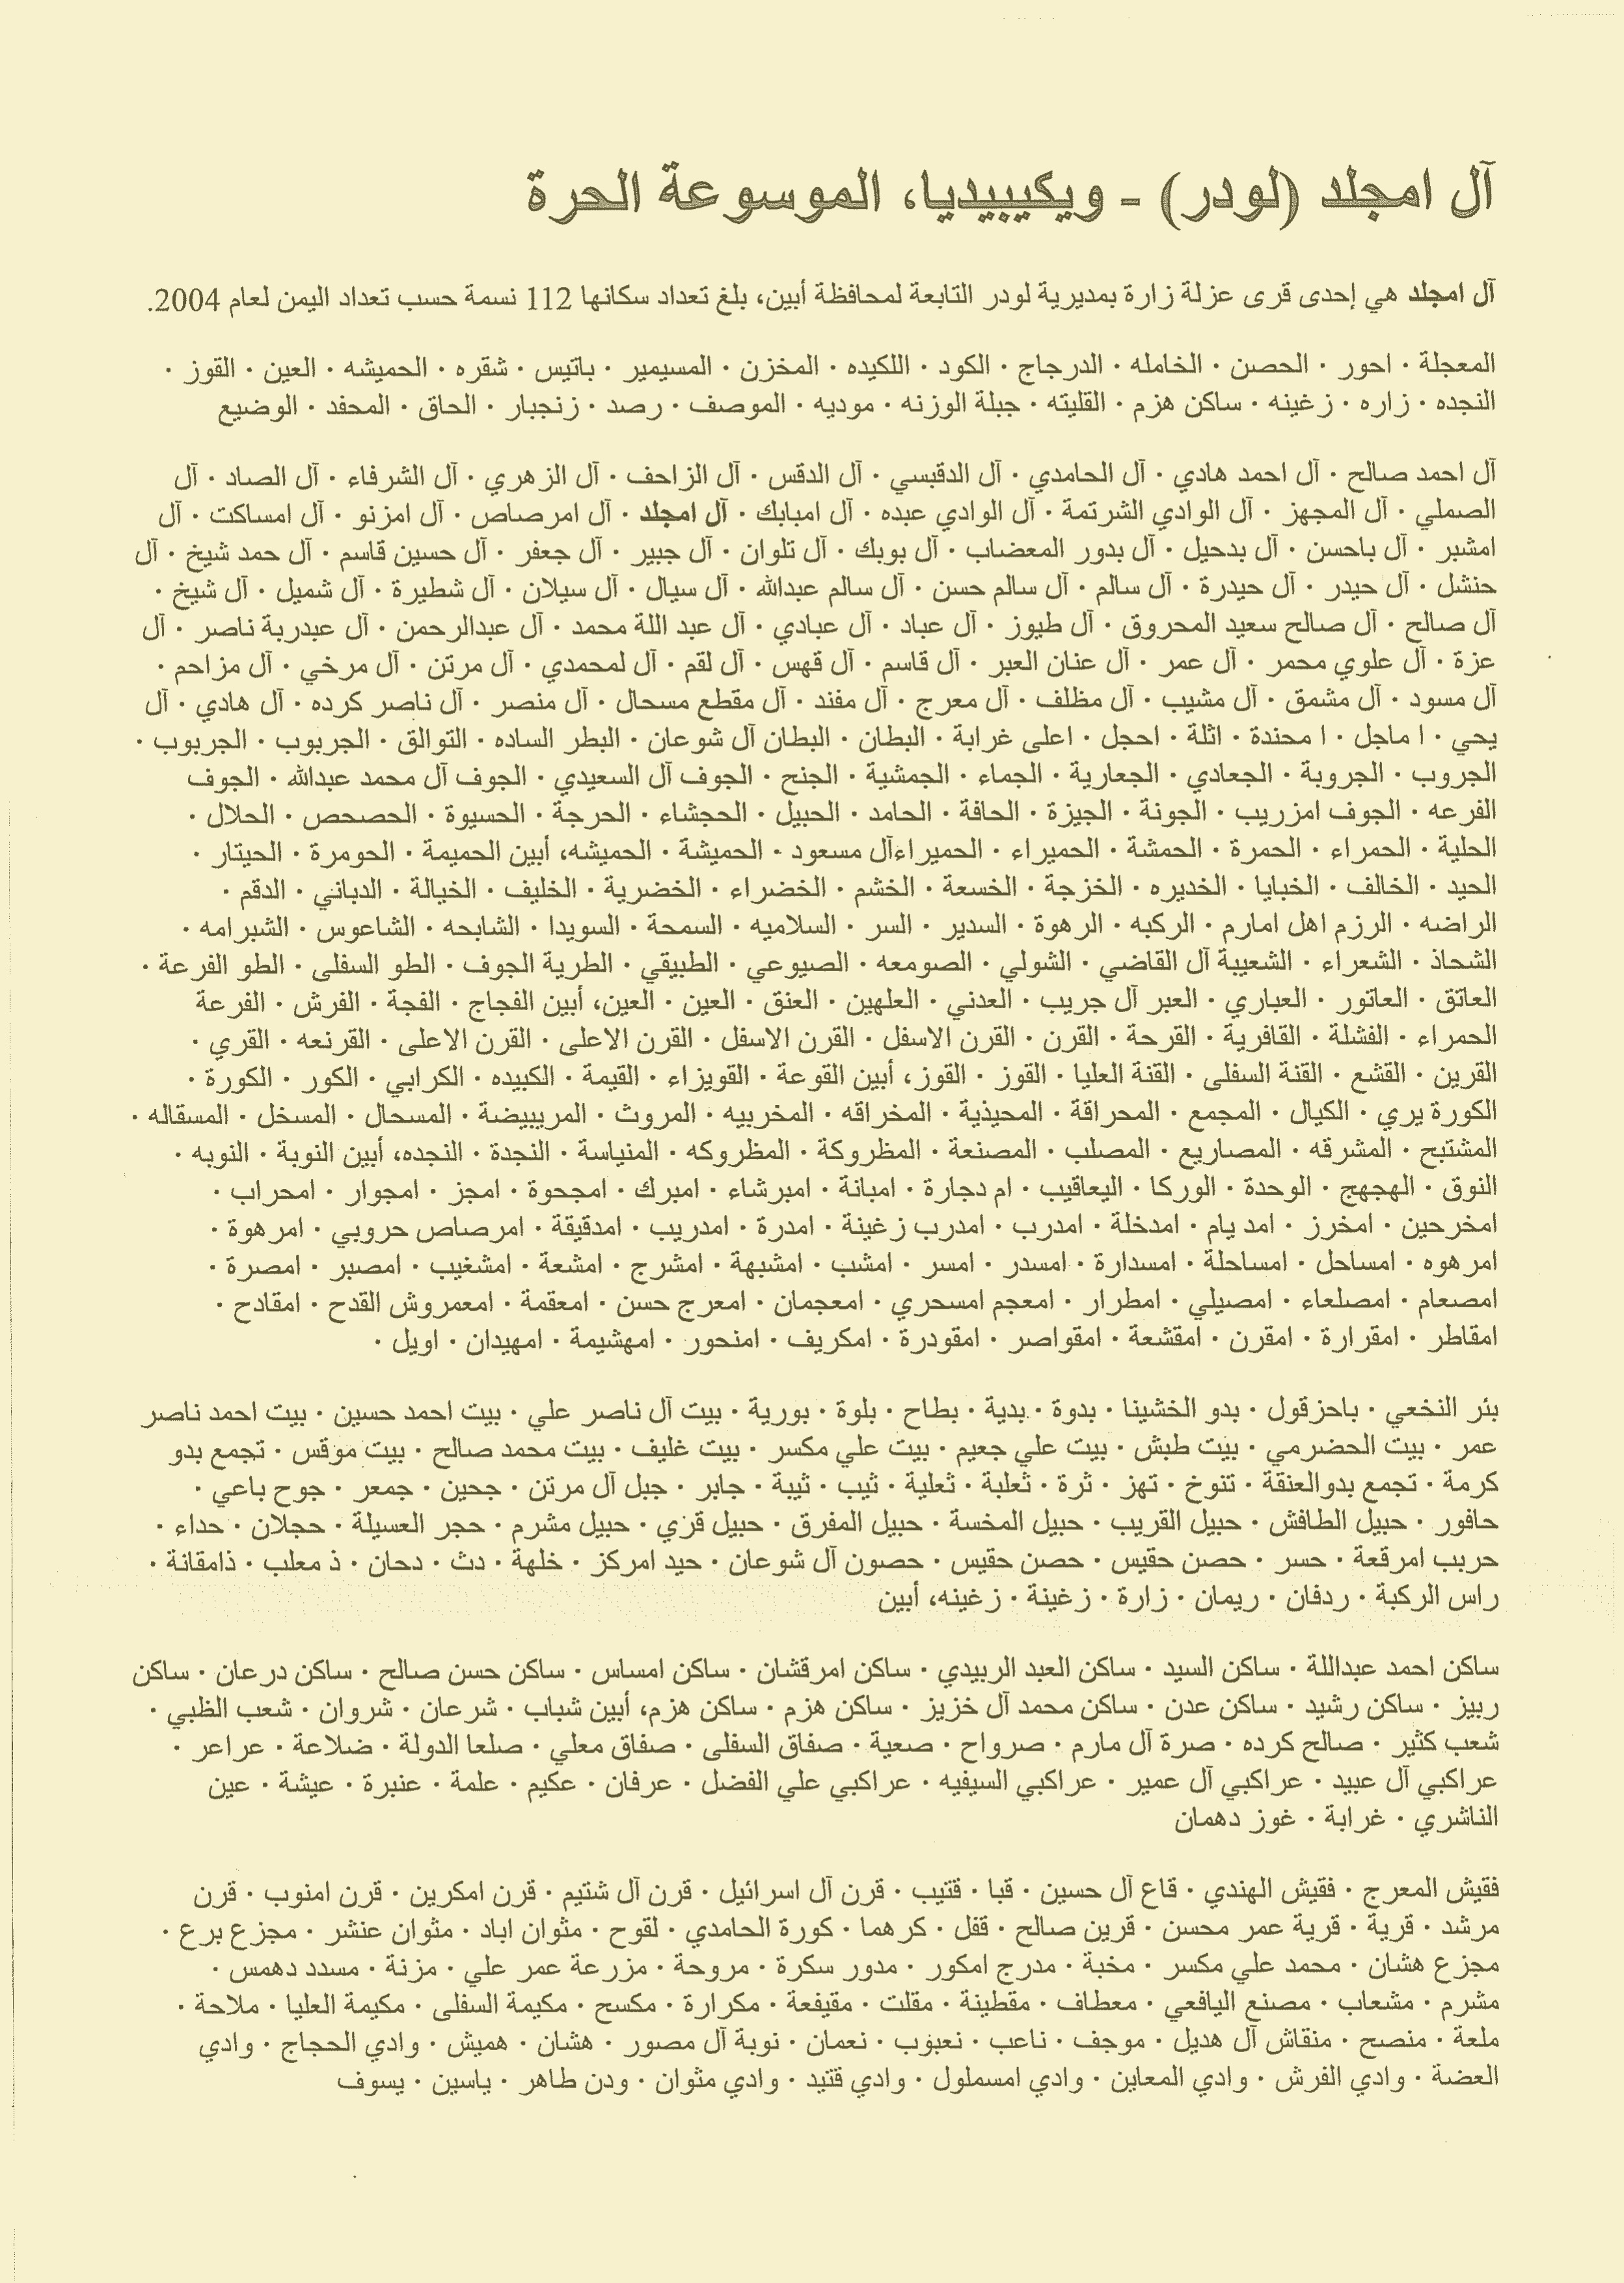 آل امجلد (لودر) - ويكيبيديا، الموسوعة الحرة
آل امجلد هي إحدى قرى عزلة زارة بمديرية لودر التابعة لمحافظة أبين، بلغ تعداد سكانها 112 نسمة حسب تعداد اليمن لعام 2004.
المعجلة · احور · الحصن · الخامله · الدرجاج · الكود · اللكيده · المخزن · المسيمير · باتيس · شقره · الحميشه · العين · القوز ·
النجده · زاره · زغينه · ساكن هزم · القليته · جبلة الوزنه · موديه · الموصف · رصد · زنجبار · الحاق · المحفد · الوضيع
آل احمد صالح · آل احمد هادي · آل الحامدي · آل الدقبسي · آل الدقس · آل الزاحف · آل الزهري · آل الشرفاء · آل الصاد · آل
الصملي · آل المجهز · آل الوادي الشرتمة · آل الوادي عبده · آل امبابك · آل امجلد · آل امرصاص · آل امزنو · آل امساكت · آل
امشبر · آل باحسن · آل بدحيل · آل بدور المعضاب · آل بوبك · آل تلوان · آل جبير · آل جعفر · آل حسين قاسم · آل حمد شيخ · آل
حنشل · آل حيدر · آل حيدرة · آل سالم · آل سالم حسن · آل سالم عبدالله · آل سيال · آل سيلان · آل شطيرة · آل شميل · آل شيخ ·
آل صالح · آل صالح سعيد المحروق · آل طيوز · آل عباد · آل عبادي · آل عبد اللة محمد · آل عبدالرحمن · آل عبدربة ناصر · آل
عزة · آل علوي محمر · آل عمر · آل عنان العبر · آل قاسم · آل قهس · آل لقم · آل لمحمدي · آل مرتن · آل مرخي · آل مزاحم ·
آل مسود · آل مشمق · آل مشيب · آل مظلف · آل معرج · آل مفند · آل مقطع مسحال · آل منصر · آل ناصر كرده · آل هادي · آل
يحي · ا ماجل · ا محندة · اثلة · احجل · اعلى غرابة · البطان · البطان آل شوعان · البطر الساده · التوالق · الجربوب · الجربوب ·
الجروب · الجروبة · الجعادي · الجعارية · الجماء · الجمشية · الجنح · الجوف آل السعيدي · الجوف آل محمد عبدالله · الجوف
الفرعه · الجوف امزريب · الجونة · الجيزة · الحافة · الحامد · الحبيل · الحجشاء · الحرجة · الحسيوة · الحصحص · الحلال ·
الحلية · الحمراء · الحمرة · الحمشة · الحميراء · الحميراءآل مسعود · الحميشة · الحميشه، أبين الحميمة · الحومرة · الحيتار ·
الحيد · الخالف · الخبايا · الخديره · الخزجة · الخسعة · الخشم · الخضراء · الخضرية · الخليف · الخيالة · الدباني · الدقم ·
الراضه · الرزم اهل امارم · الركبه · الرهوة · السدير · السر · السلاميه · السمحة · السويدا · الشابحه · الشاعوس · الشبرامه ·
الشحاذ · الشعراء · الشعيبة آل القاضي · الشولي · الصومعه · الصيوعي · الطبيقي · الطرية الجوف · الطو السفلى · الطو الفرعة ·
العاتق · العاتور · العباري · العبر آل جريب · العدني · العلهين · العنق · العين · العين، أبين الفجاج · الفجة · الفرش · الفرعة
الحمراء · الفشلة · القافرية · القرحة · القرن · القرن الاسفل · القرن الاسفل · القرن الاعلى · القرن الاعلى · القرنعه · القري ·
القرين · القشع · القنة السفلى · القنة العليا · القوز · القوز، أبين القوعة · القويزاء · القيمة · الكبيده · الكرابي · الكور · الكورة ·
الكورة يري · الكيال · المجمع · المحراقة · المحيذية · المخراقه · المخربيه · المروث · المريبيضة · المسحال · المسخل · المسقاله ·
المشتبح · المشرقه · المصاريع · المصلب · المصنعة · المظروكة · المظروكه · المنياسة · النجدة · النجده، أبين النوبة · النوبه ·
النوق · الهجهج · الوحدة · الوركا · اليعاقيب · ام دجارة · امبانة · امبرشاء · امبرك · امجحوة · امجز · امجوار · امحراب ·
امخرحين · امخرز · امد يام · امدخلة · امدرب · امدرب زغينة · امدرة · امدريب · امدقيقة · امرصاص حروبي · امرهوة ·
امرهوه · امساحل · امساحلة · امسدارة · امسدر · امسر · امشب · امشبهة · امشرج · امشعة · امشغيب · امصبر · امصرة ·
امصعام · امصلعاء · امصيلي · امطرار · امعجم امسحري · امعجمان · امعرج حسن · امعقمة · امعمروش القدح · امقادح ·
امقاطر · امقرارة · امقرن · امقشعة · امقواصر · امقودرة · امكريف · امنحور · امهشيمة · امهيدان · اويل ·
بئر النخعي · باحزقول · بدو الخشينا · بدوة · بدية · بطاح · بلوة · بورية · بيت آل ناصر علي · بيت احمد حسين · بيت احمد ناصر
عمر · بيت الحضرمي · بيت طبش · بيت علي جعيم · بيت علي مكسر · بيت غليف · بيت محمد صالح · بيت موقس · تجمع بدو
كرمة · تجمع بدوالعنقة · تنوخ · تهز · ثرة · ثعلبة · ثعلية · ثيب · ثيبة · جابر · جبل آل مرتن · جحين · جمعر · جوح باعي ·
حافور · حبيل الطافش · حبيل القريب · حبيل المخسة · حبيل المفرق · حبيل قزي · حبيل مشرم · حجر العسيلة · حجلان · حداء ·
حربب امرقعة · حسر · حصن حقيس · حصن حقيس · حصون آل شوعان · حيد امركز · خلهة · دث · دحان · ذ معلب · ذامقانة ·
راس الركبة · ردفان · ريمان · زارة · زغينة · زغينه، أبين
ساكن احمد عبداللة · ساكن السيد · ساكن العبد الربيدي · ساكن امرقشان · ساكن امساس · ساكن حسن صالح · ساكن درعان · ساكن
ربيز · ساكن رشيد · ساكن عدن · ساكن محمد آل خزيز · ساكن هزم · ساكن هزم، أبين شباب · شرعان · شروان · شعب الظبي ·
شعب كثير · صالح كرده · صرة آل مارم · صرواح · صعية · صفاق السفلى · صفاق معلي · صلعا الدولة · ضلاعة · عراعر ·
عراكبي آل عبيد · عراكبي آل عمير · عراكبي السيفيه · عراكبي علي الفضل · عرفان · عكيم · علمة · عنبرة · عيشة · عين
الناشري · غرابة · غوز دهمان
فقيش المعرج · فقيش الهندي · قاع آل حسين · قبا · قتيب · قرن آل اسرائيل · قرن آل شتيم · قرن امكرين · قرن امنوب · قرن
مرشد · قرية · قرية عمر محسن · قرين صالح · قفل · كرهما · كورة الحامدي · لقوح · مثوان اباد · مثوان عنشر · مجزع برع ·
مجزع هشان · محمد علي مكسر · مخبة · مدرج امكور · مدور سكرة · مروحة · مزرعة عمر علي · مزنة · مسدد دهمس ·
مشرم · مشعاب · مصنع اليافعي · معطاف · مقطينة · مقلت · مقيفعة · مكرارة · مكسح · مكيمة السفلى · مكيمة العليا · ملاحة ·
ملعة · منصح · منقاش آل هديل · موجف · ناعب · نعبوب · نعمان · نوبة آل مصور · هشان · هميش · وادي الحجاج · وادي
العضة · وادي الفرش · وادي المعاين · وادي امسملول · وادي قتيد · وادي مثوان · ودن طاهر · ياسين · يسوف